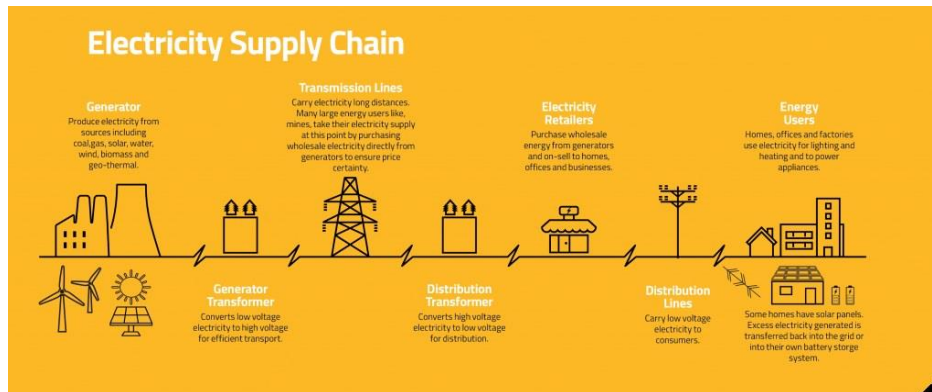 Electricity Supply Chain
Generator
Produce electricity from
sources including
coal,gas, solar, water,
wind, biomass and
geo-thermal.
Transmission Lines
Carry electricity long distances.
Many large energy users like,
mines, take their electricity supply
at this point by purchasing
wholesale electricity directly from
generators to ensure price
certainty.
Electricity
Retailers
Purchase wholesale
energy from generators
and on-sell to homes,
offices and businesses.
Energy
Users
Homes, offices and factories
use electricity for lighting and
heating and to power
appliances.
Generator
Transformer
Converts low voltage
electricity to high voltage
for efficient transport.
Distribution
Transformer
Converts high voltage
electricity to low voltage
for distribution.
Distribution
Lines
Carry low voltage
electricity to
consumers.
Some homes have solar panels.
Excess electricity generated is
transferred back into the grid or
into their own battery storge
system.